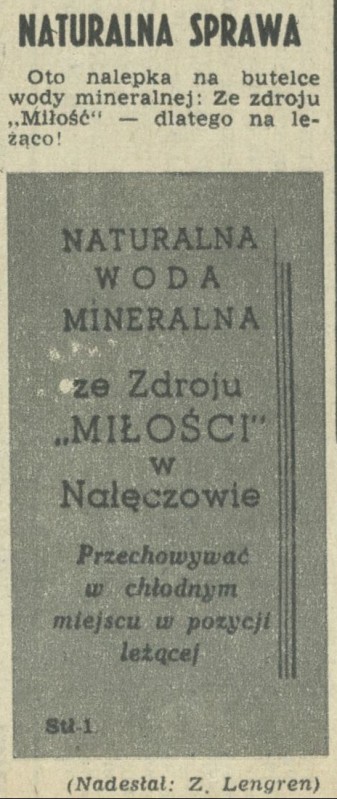 NATURALNA SPRAWA
Oto nalepka na butelce
wody mineralnej: Ze zdroju
„Miłość" — dlatego na le-
żąco!
NATURALNA
WODA
MINERALNA
ze Zdroju
„MIŁOŚCI"
w
Nałęczowie
Przechowywać
w chłodnym
miejscu w pozycji
leżącej
Stl-1
(Nadesłał: Z. Lengren)